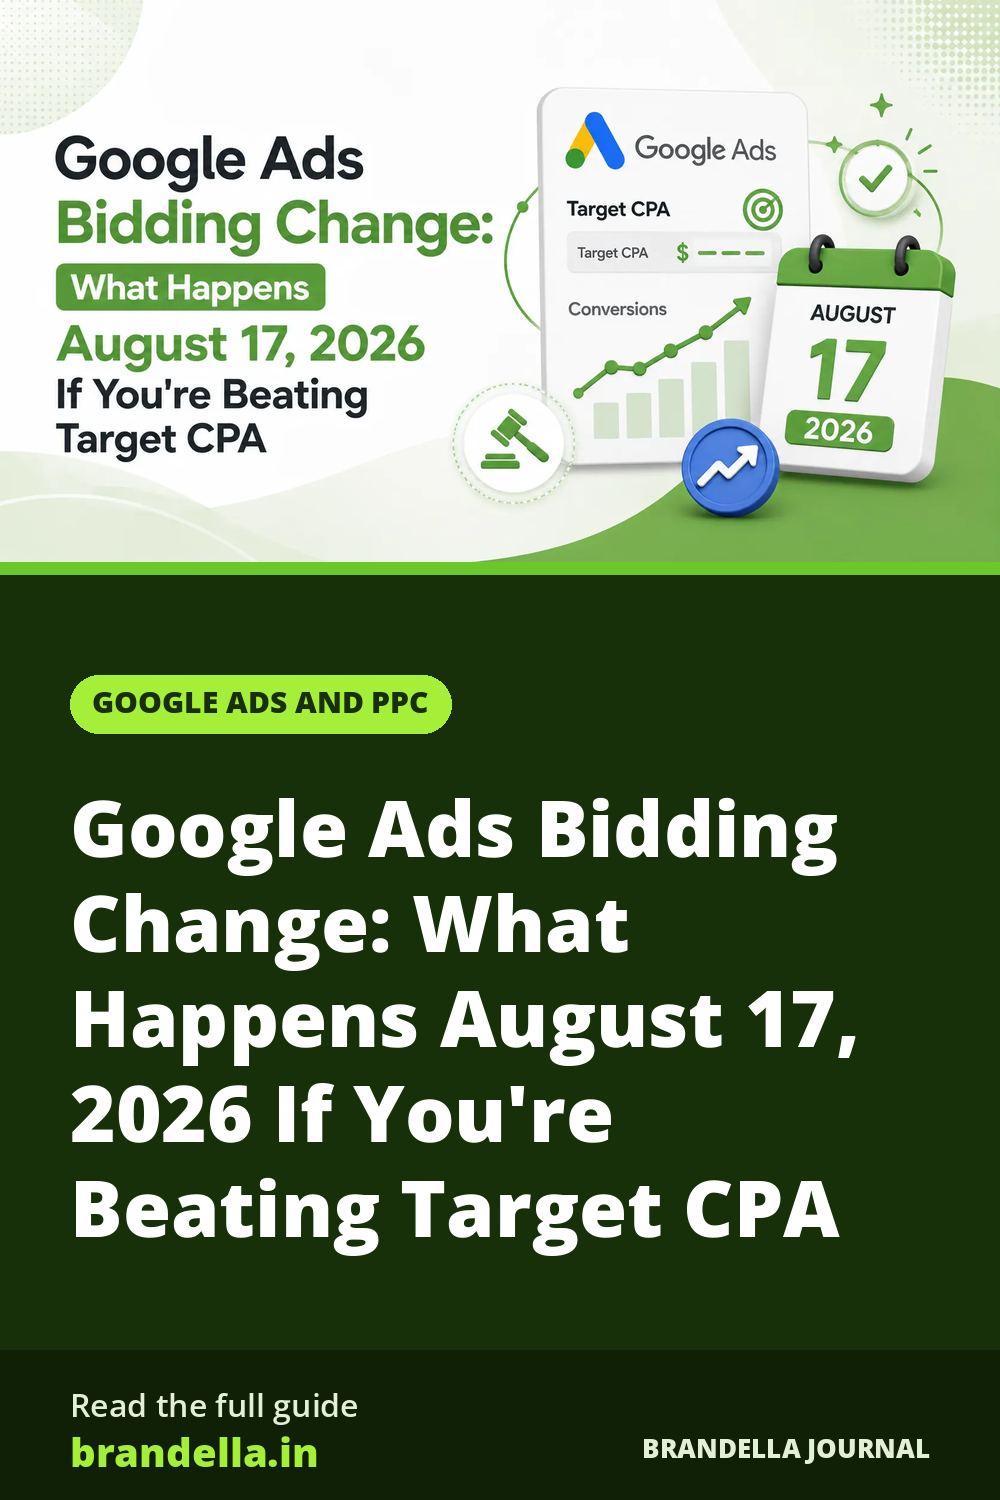 Google Ads
Bidding Change:
What Happens
August 17, 2026
If You're Beating
Target CPA
Google Ads
Target CPA
Target CPA $
Conversions
AUGUST
17
2026
GOOGLE ADS AND PPC
Google Ads Bidding
Change: What
Happens August 17,
2026 If You're
Beating Target CPA
Read the full guide
brandella.in
BRANDELLA JOURNAL